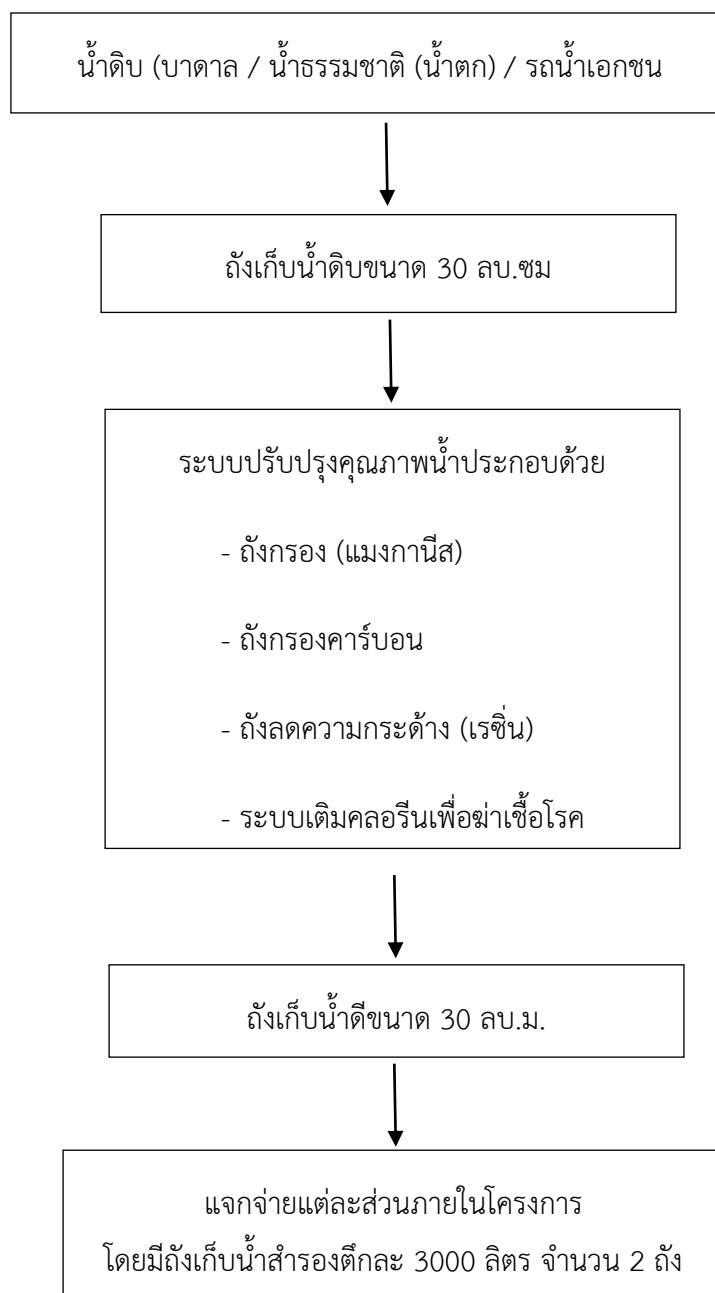 น้ำดิบ (บาดาล / น้ำธรรมชาติ (น้ำตก) / รถน้ำเอกชน
ถังเก็บน้ำดิบขนาด 30 ลบ.ซม
ระบบปรับปรุงคุณภาพน้ำประกอบด้วย
- ถังกรอง (แมงกานีส)
- ถังกรองคาร์บอน
- ถังลดความกระด้าง (เรซิ่น)
- ระบบเติมคลอรีนเพื่อฆ่าเชื้อโรค
ถังเก็บน้ำดีขนาด 30 ลบ.ม.
แจกจ่ายแต่ละส่วนภายในโครงการ
โดยมีถังเก็บน้ำสำรองตึกละ 3000 ลิตร จำนวน 2 ถัง